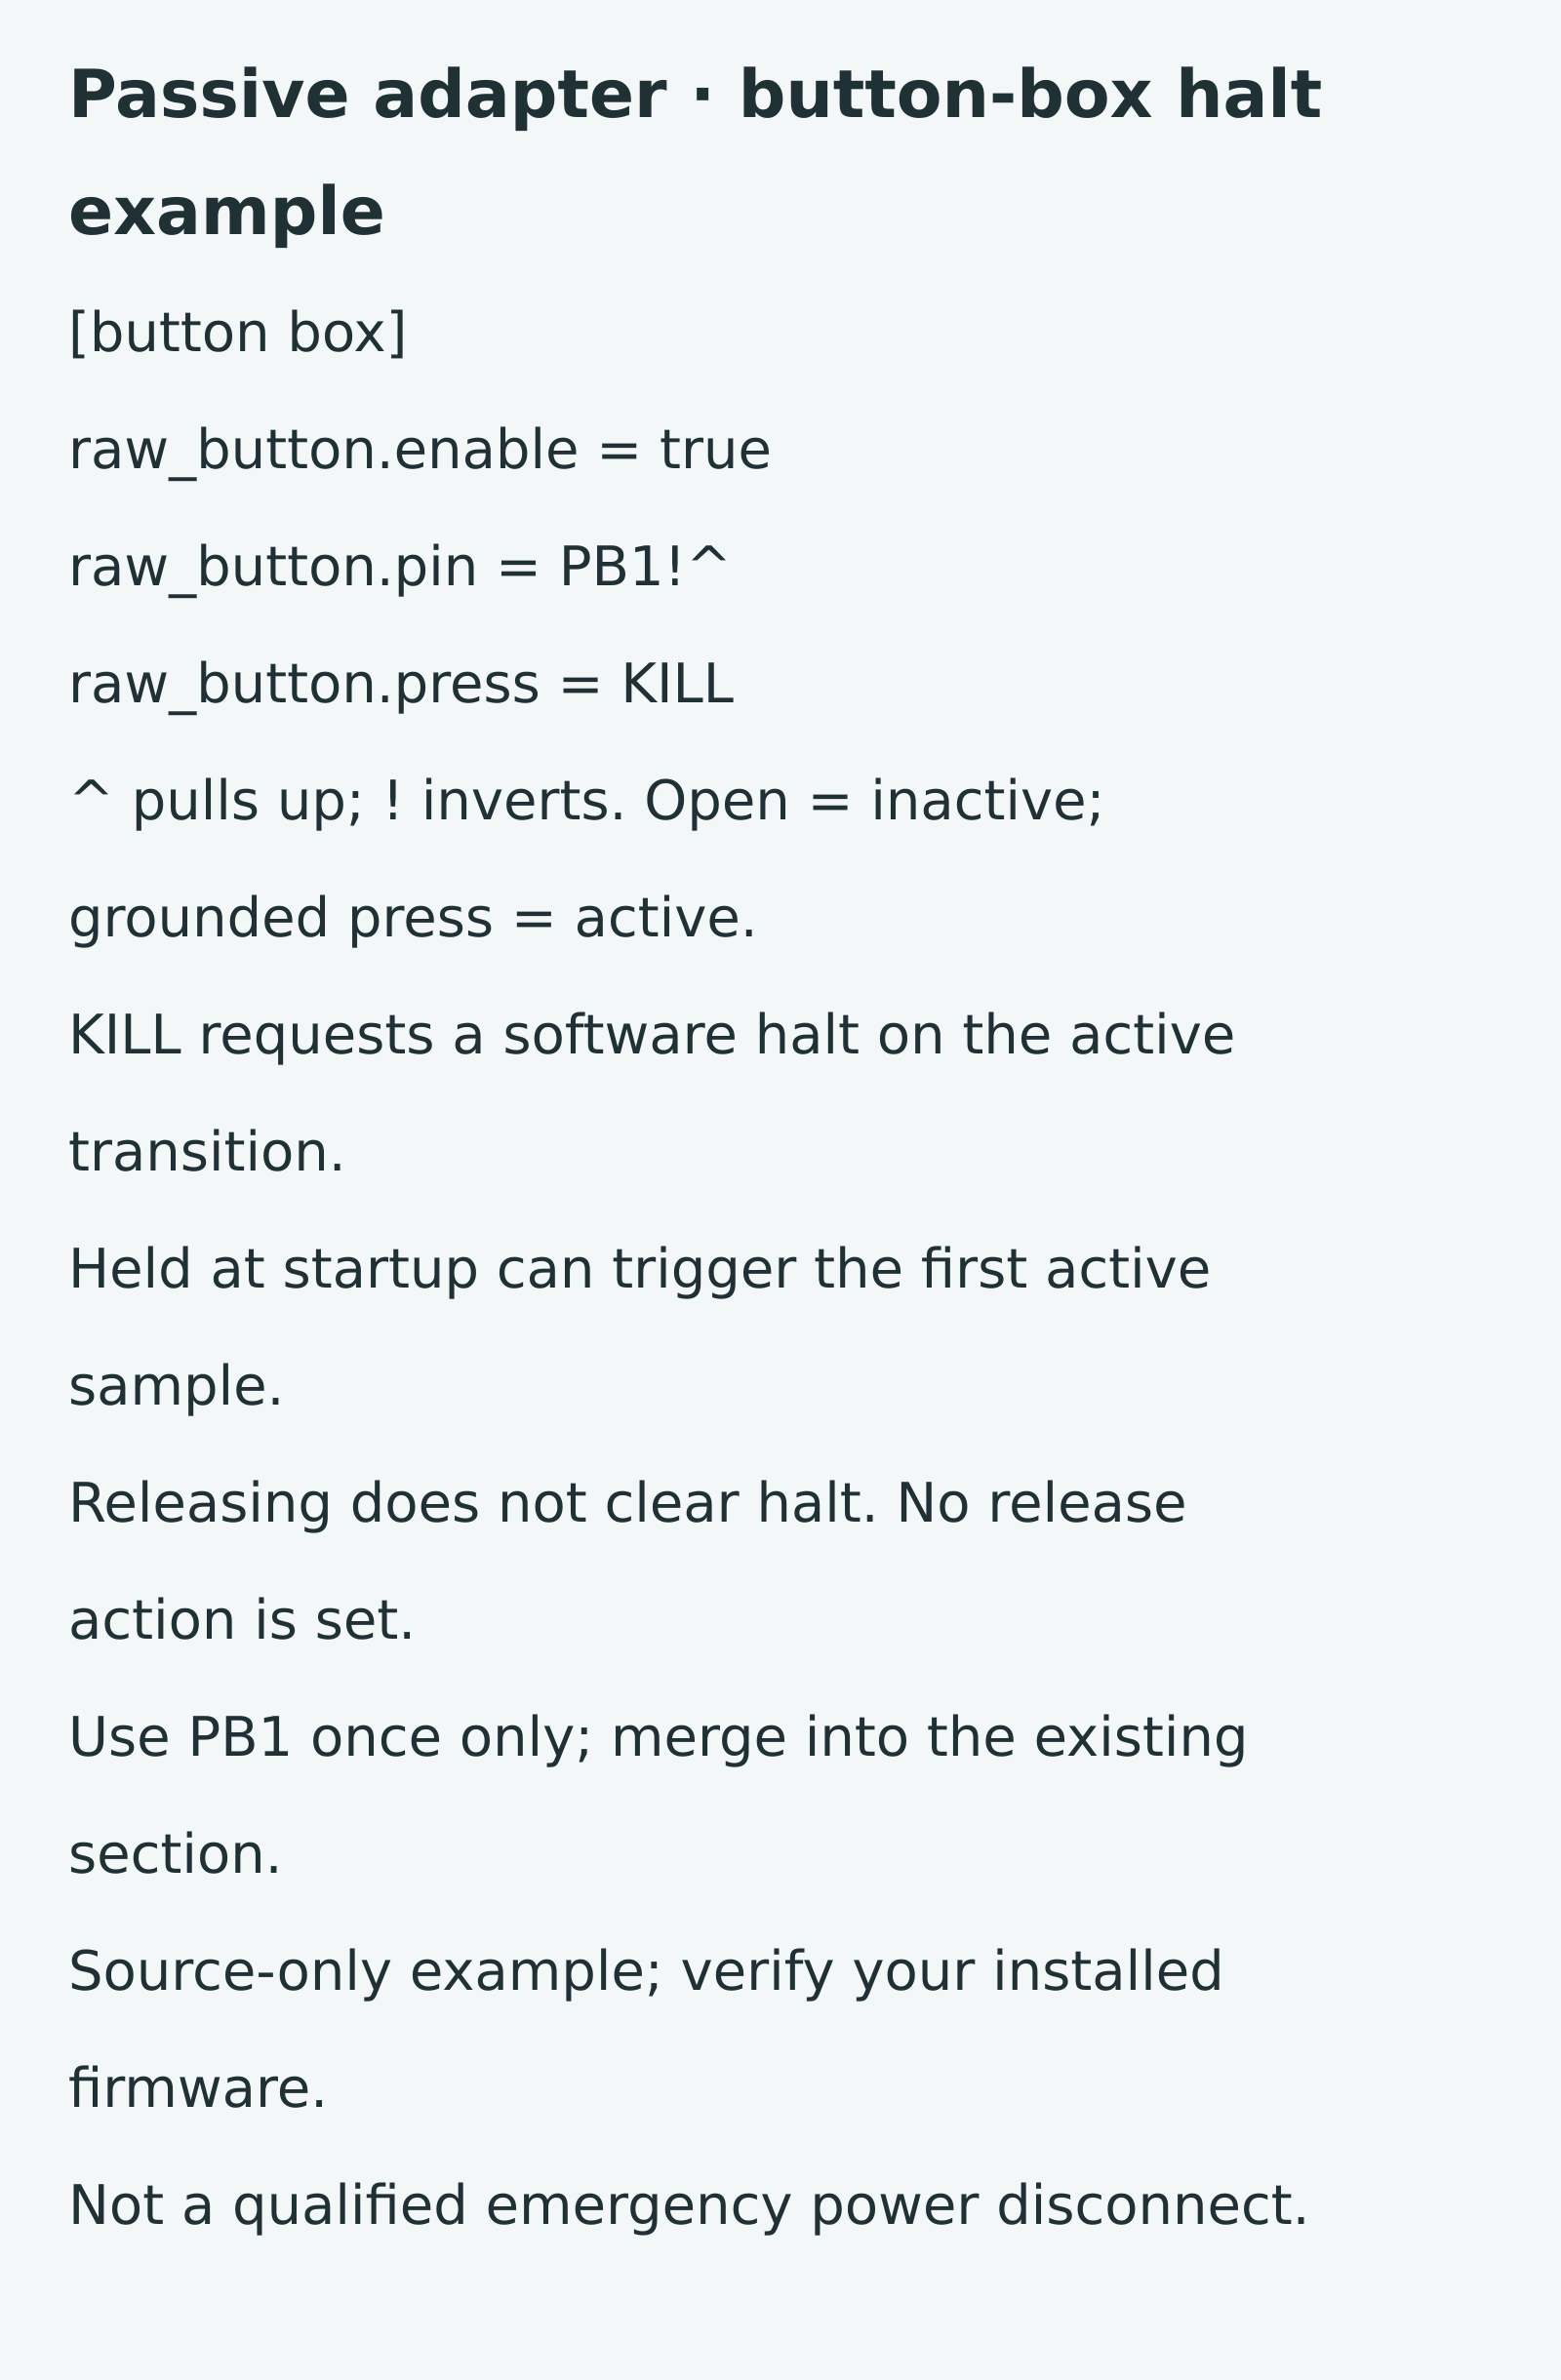 Passive adapter · button-box halt
example
[button box]
raw_button.enable = true
raw_button.pin = PB1!^
raw_button.press = KILL
^ pulls up; ! inverts. Open = inactive;
grounded press = active.
KILL requests a software halt on the active
transition.
Held at startup can trigger the first active
sample.
Releasing does not clear halt. No release
action is set.
Use PB1 once only; merge into the existing
section.
Source-only example; verify your installed
firmware.
Not a qualified emergency power disconnect.